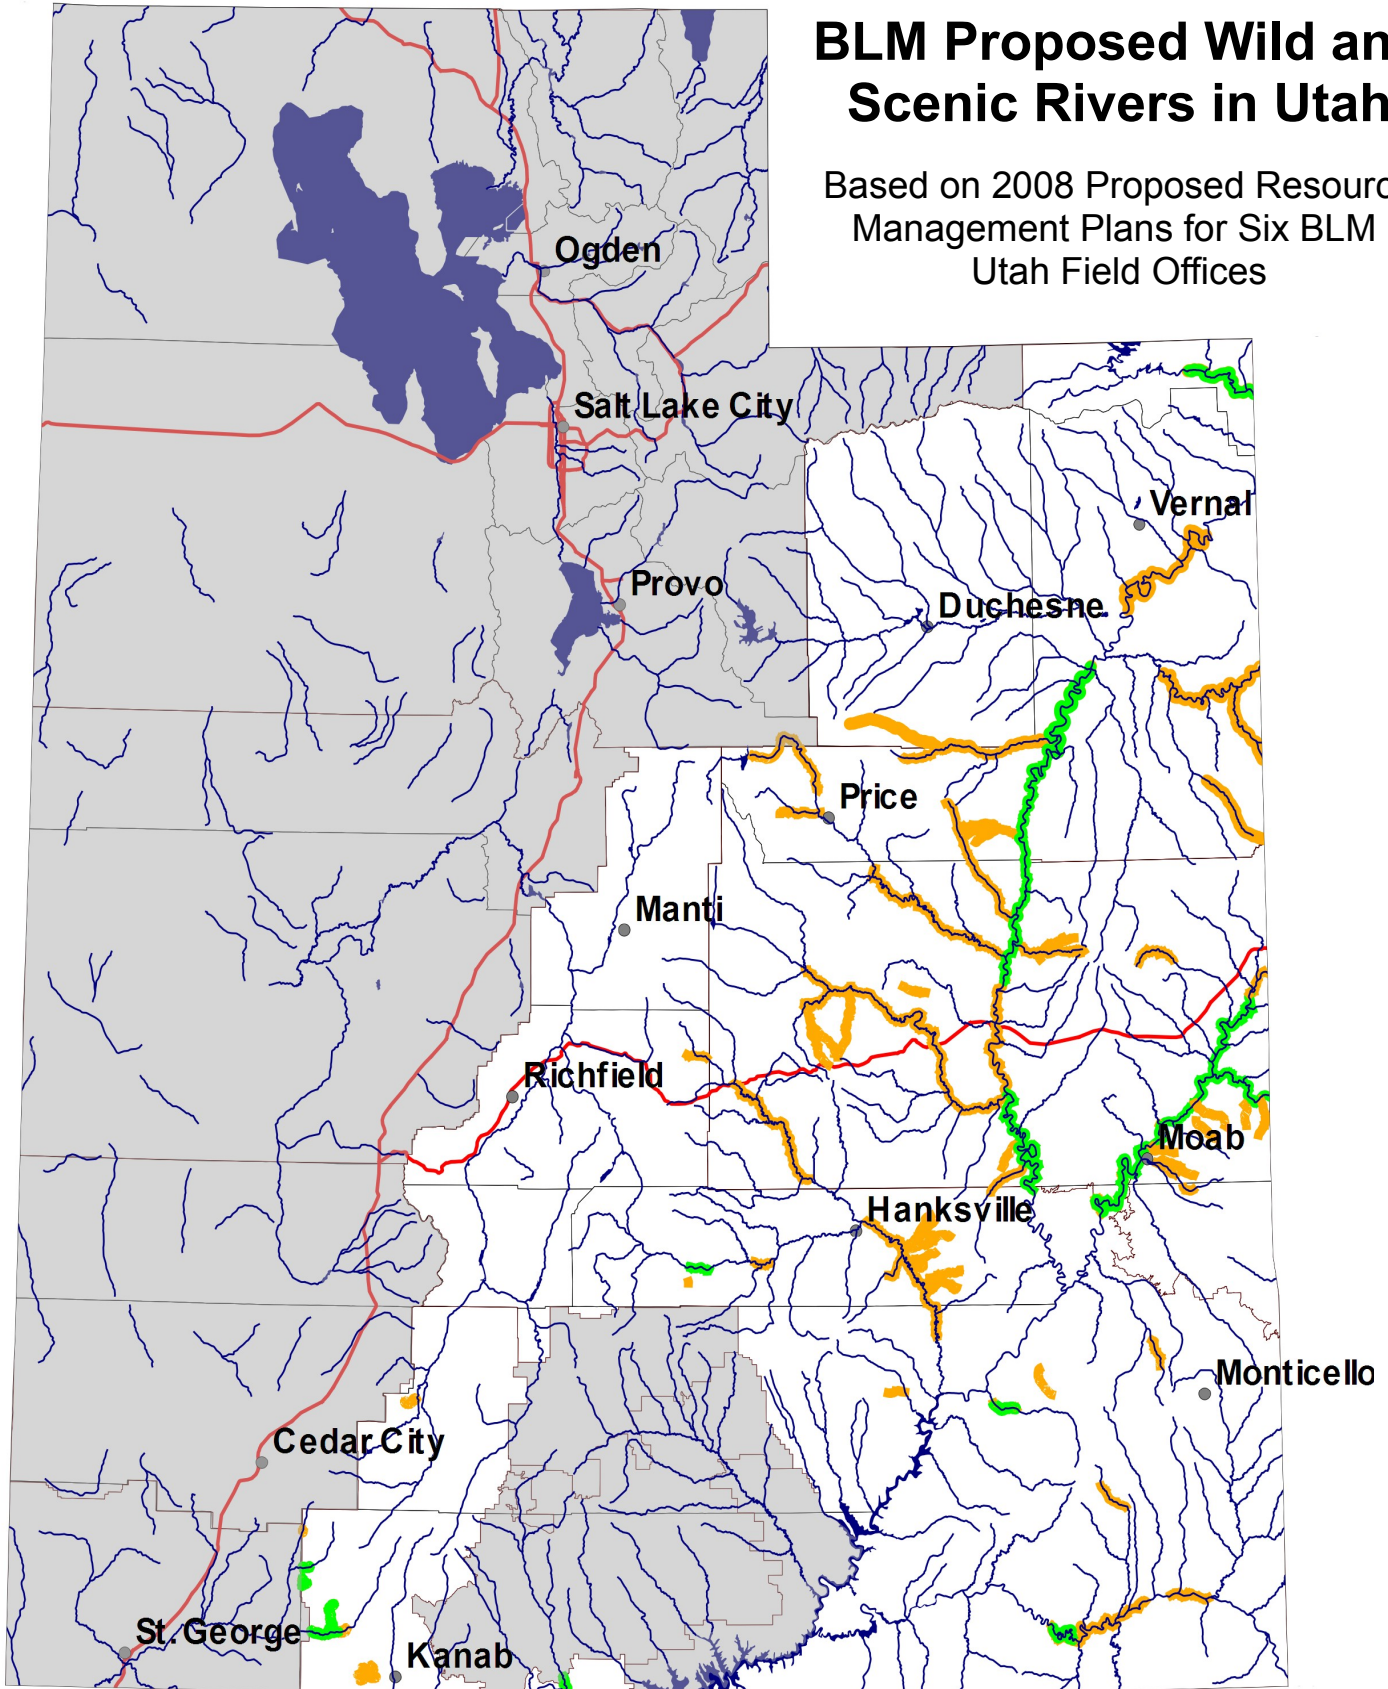 BLM Proposed Wild an
Scenic Rivers in Utah
Based on 2008 Proposed Resourc
Management Plans for Six BLM
Utah Field Offices
Ogden
Salt Lake City
Vernal
Provo
Duchesne
Price
Manti
Richfield
Moab
Hanksville
Monticello
Cedar City
St. George
Kanab